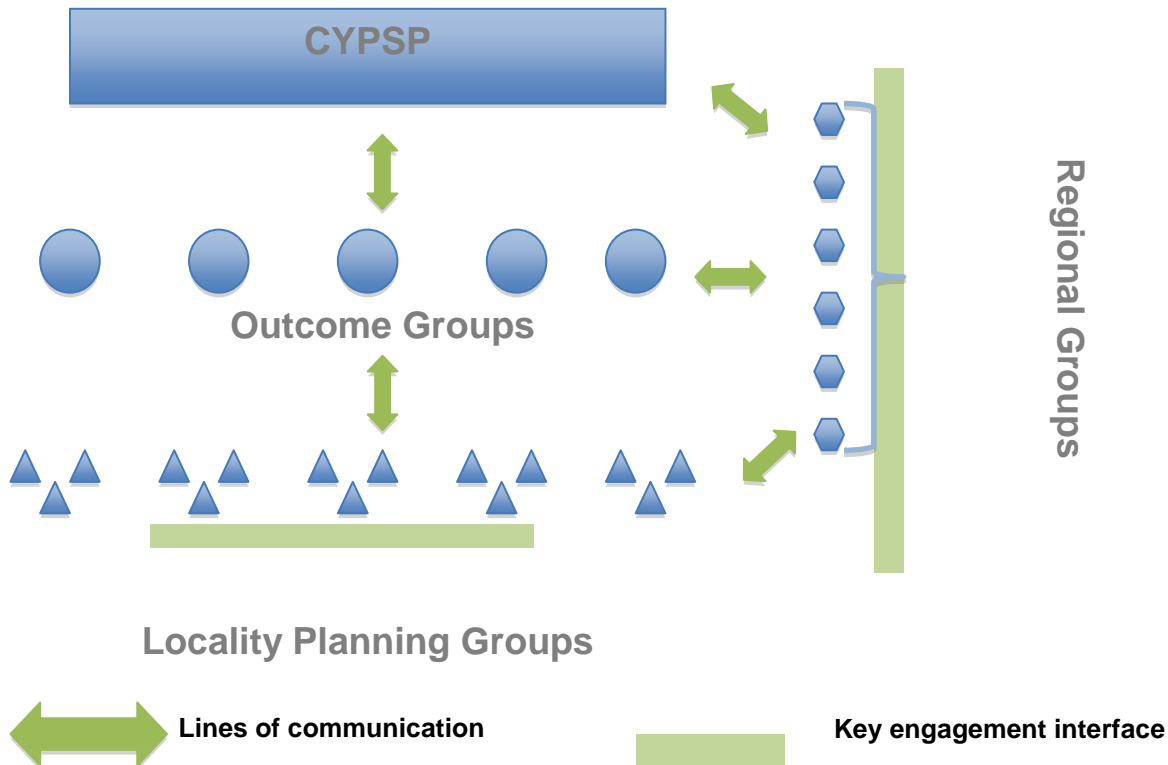 CYPSP
Regional Groups
Outcome Groups
Locality Planning Groups
Lines of communication
Key engagement interface